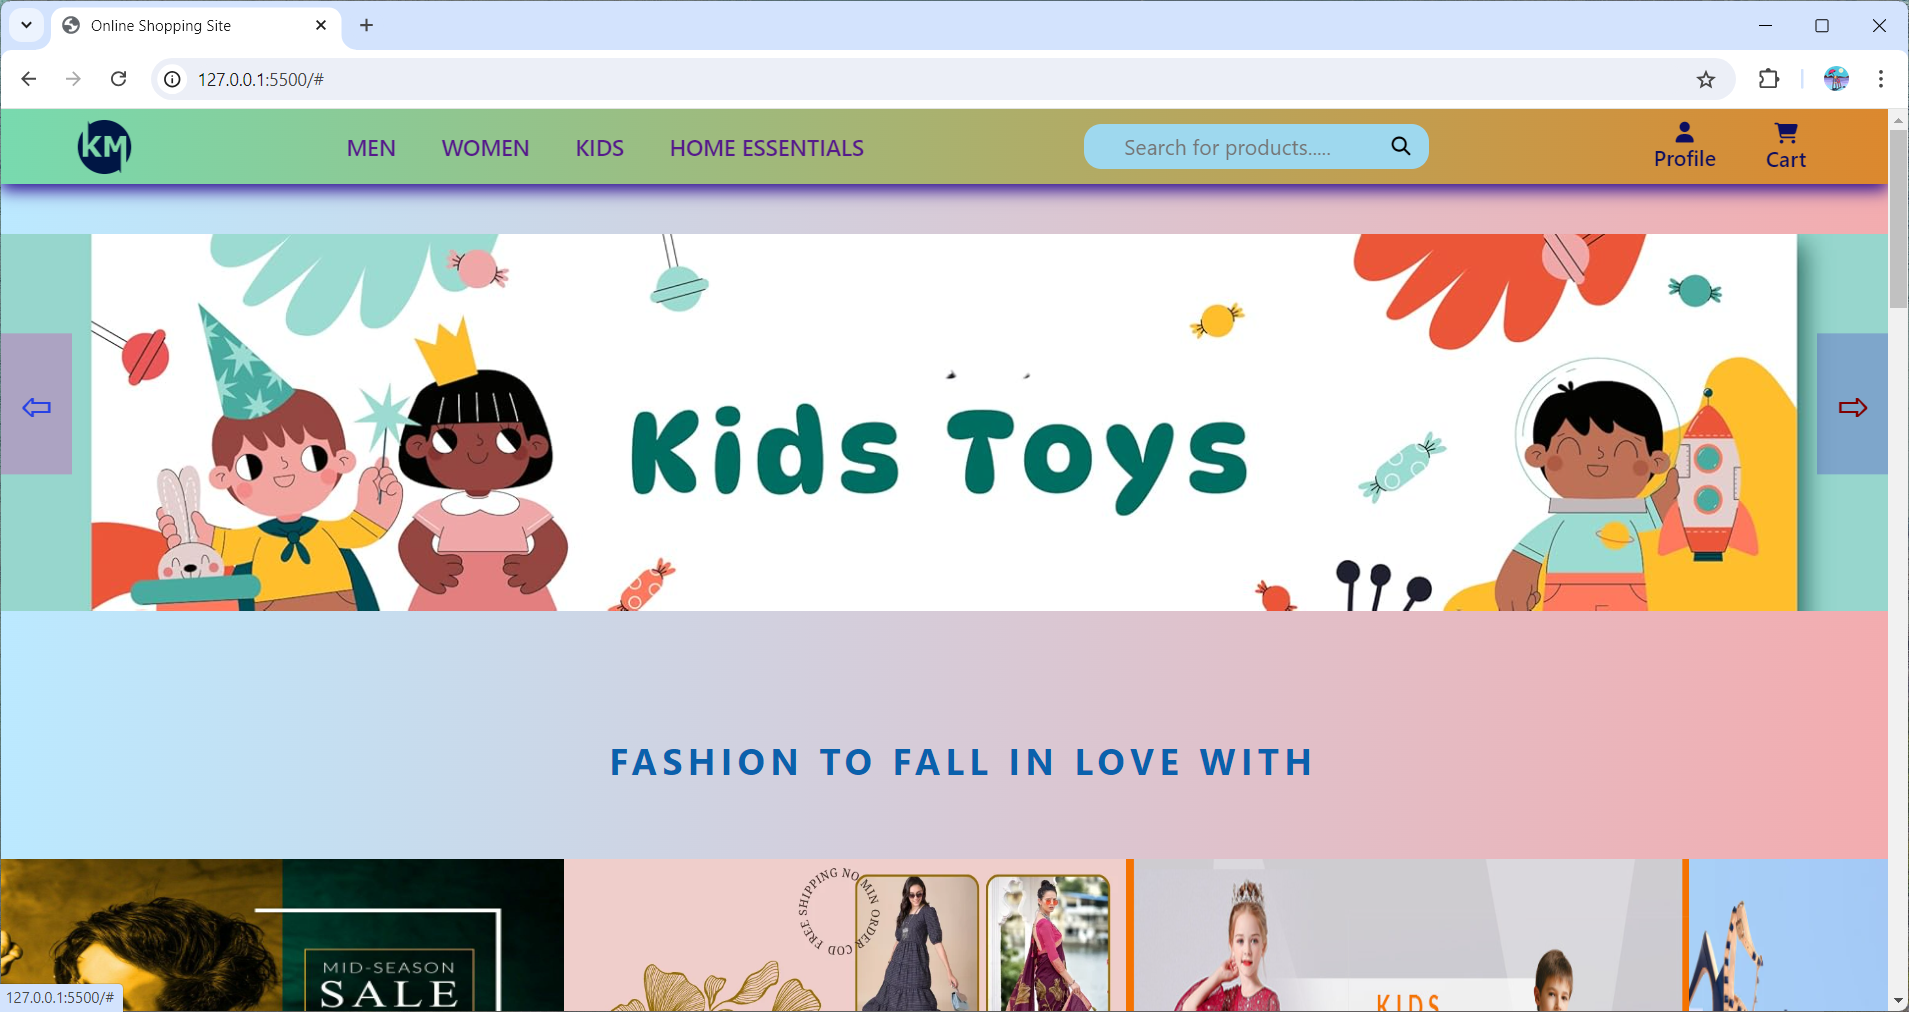 Online Shopping Site
127.0.0.1:5500/#
KM
MEN WOMEN KIDS HOME ESSENTIALS
Search for products.....
Profile
Cart
Kids Toys
FASHION TO FALL IN LOVE WITH
MID-SEASON
SALE
FREE SHIPPING NO MIN ORDER COD
KIDS
127.0.0.1:5500/#